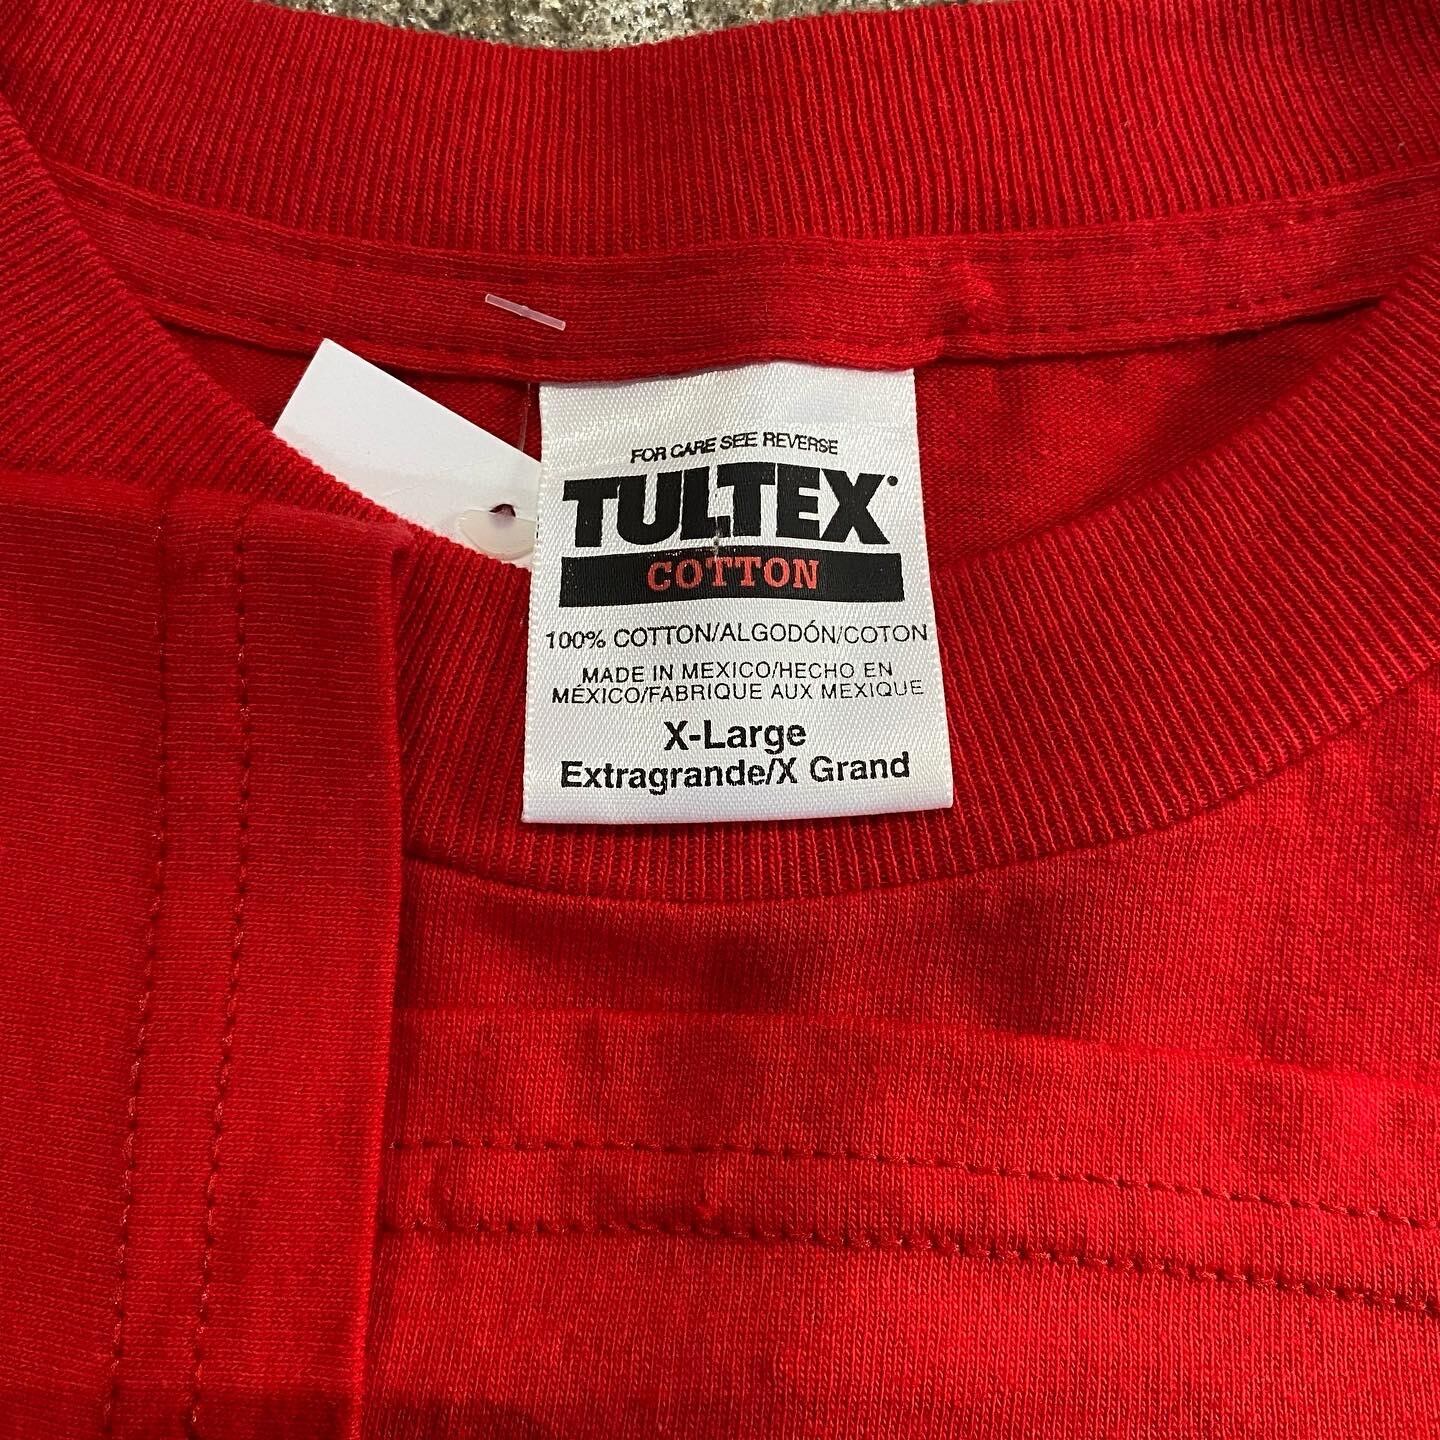 FOR CARE SEE REVERSE
TULTEX
COTTON
100% COTTON/ALGODÓN/COTON
MADE IN MEXICO/HECHO EN
MÉXICO/FABRIQUE AUX MEXIQUE
X-Large
Extragrande/X Grand